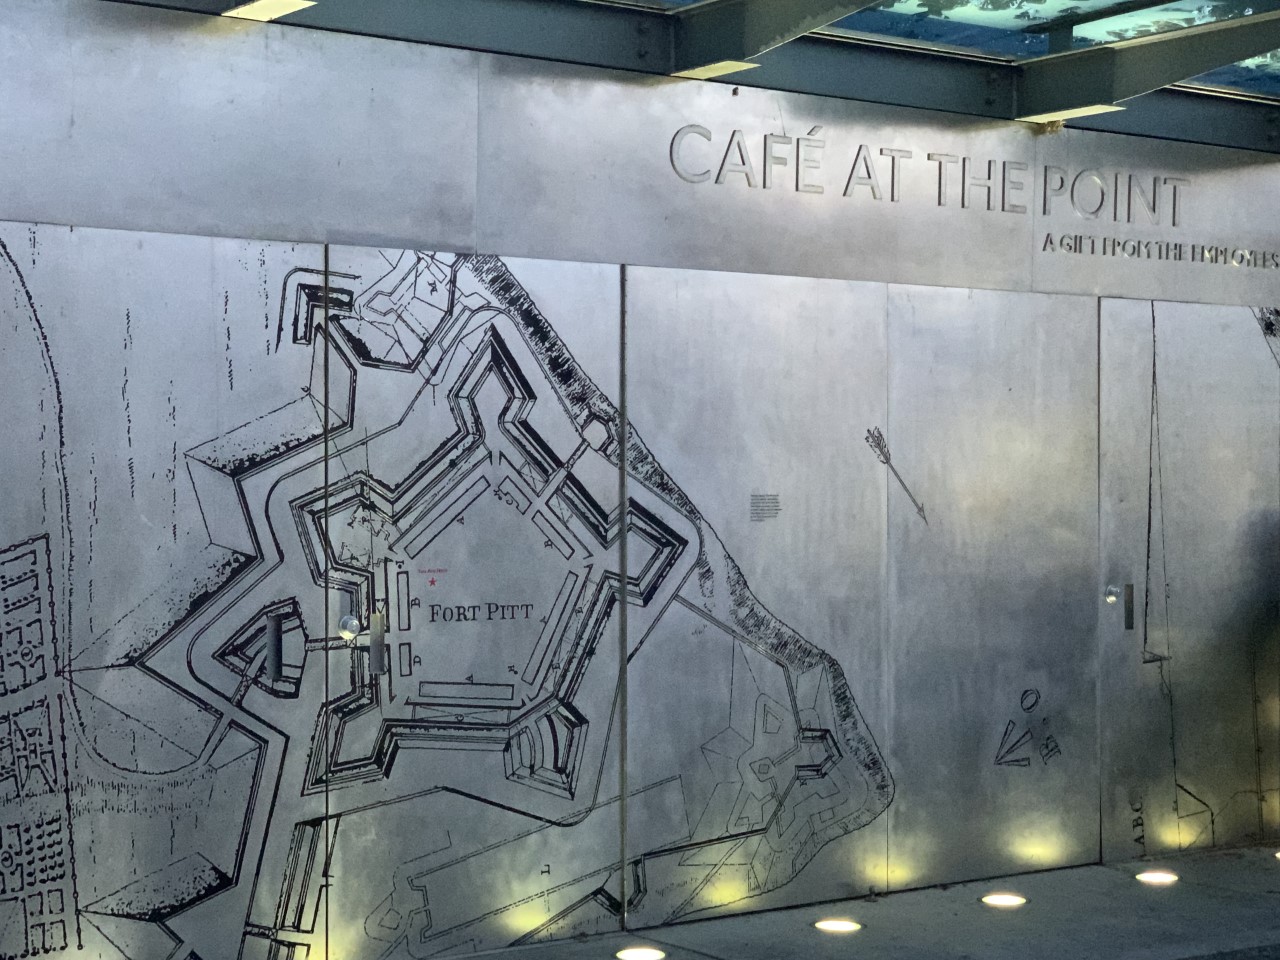 CAFÉ AT THE POINT
A GIFT FROM THE EMPLOYEES
FORT PITT
A.B.C.